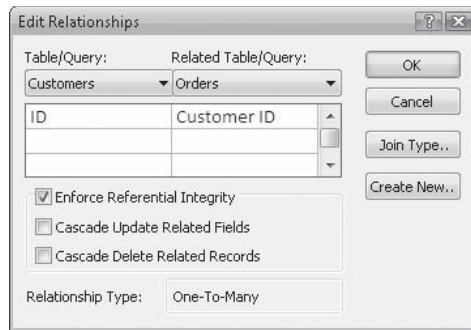 Edit Relationships
Table/Query: Related Table/Query:
Customers Orders
ID Customer ID
Enforce Referential Integrity
Cascade Update Related Fields
Cascade Delete Related Records
Relationship Type: One-To-Many
OK
Cancel
Join Type..
Create New..